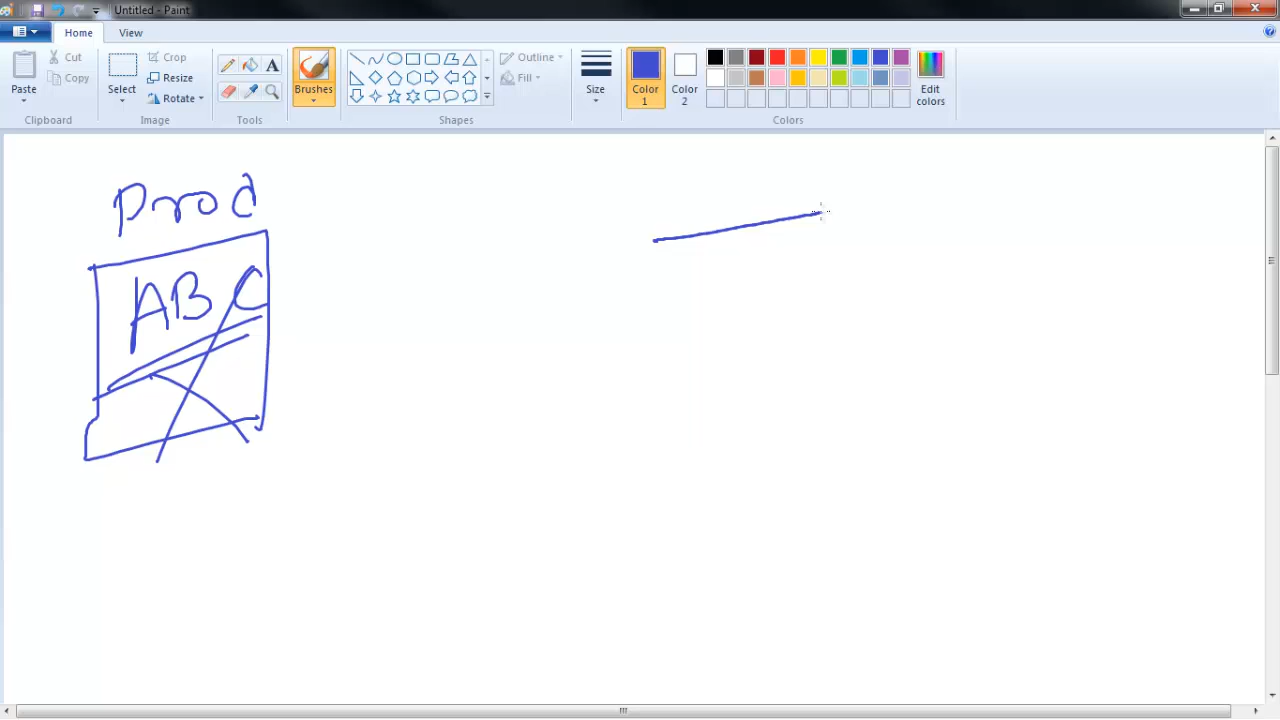 Untitled - Paint
Home View
Paste
Cut
Copy
Clipboard
Select
Crop
Resize
Rotate
Image
A
Tools
Brushes
Outline
Fill
Shapes
Size
Color 1
Color 2
Edit colors
Colors
Prod
ABC